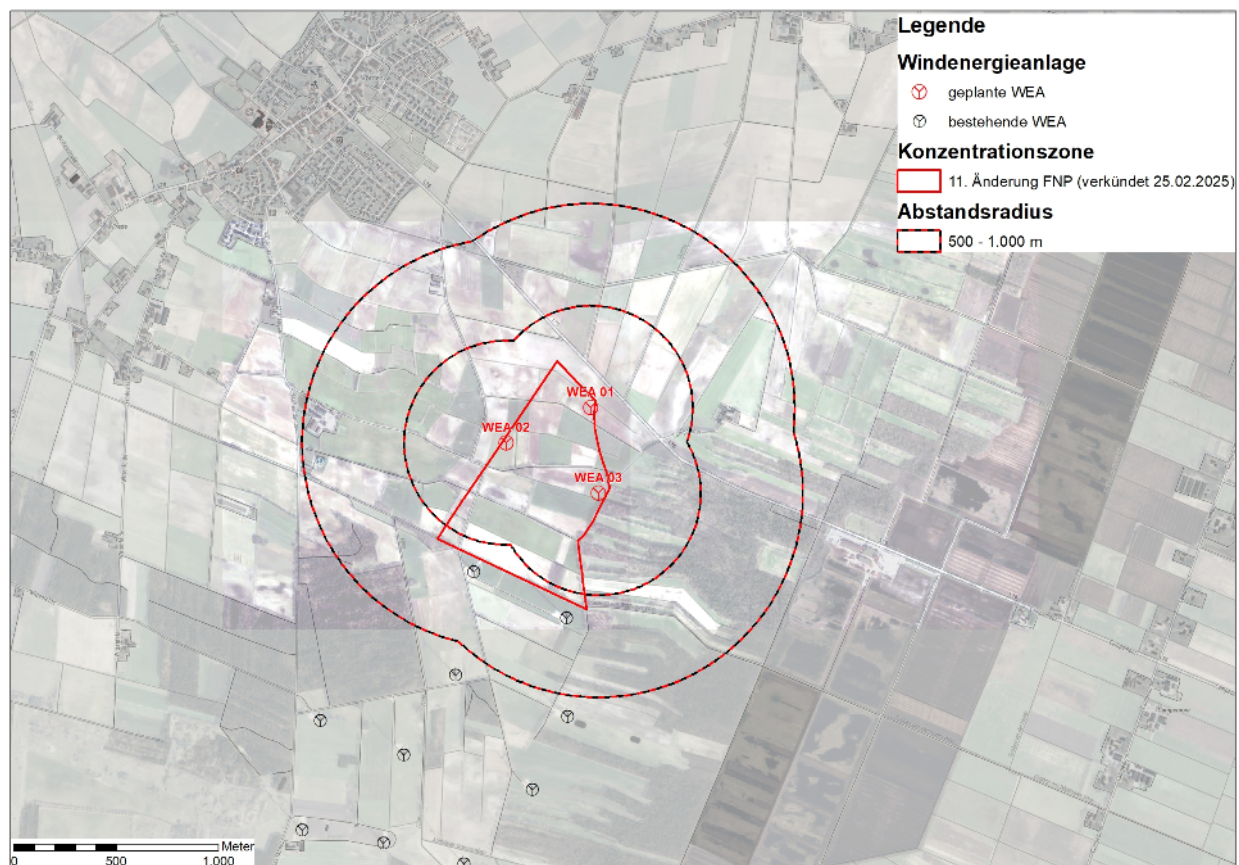 Legende
Windenergieanlage
geplante WEA
bestehende WEA
Konzentrationszone
11. Änderung FNP (verkündet 25.02.2025)
Abstandsradius
500 - 1.000 m
WEA 01
WEA 02
WEA 03
Meter
0 500 1.000